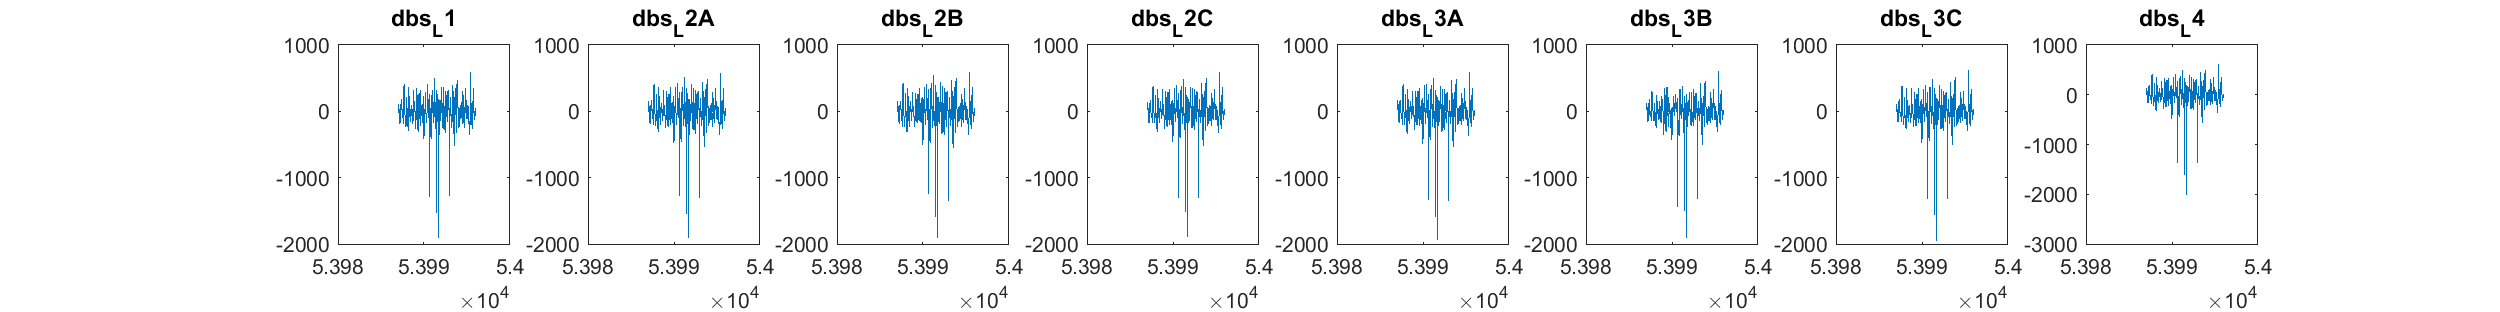 dbs_L1 dbs_L2A dbs_L2B dbs_L2C dbs_L3A dbs_L3B dbs_L3C dbs_L4
1000 1000 1000 1000 1000 1000 1000 1000
0 0 0 0 0 0 0 0
-1000 -1000 -1000 -1000 -1000 -1000 -1000 -1000
-2000
-2000 -2000 -2000 -2000 -2000 -2000 -2000 -3000
5.398 5.399 5.4 5.398 5.399 5.4 5.398 5.399 5.4 5.398 5.399 5.4 5.398 5.399 5.4 5.398 5.399 5.4 5.398 5.399 5.4 5.398 5.399 5.4
×10^4 ×10^4 ×10^4 ×10^4 ×10^4 ×10^4 ×10^4 ×10^4